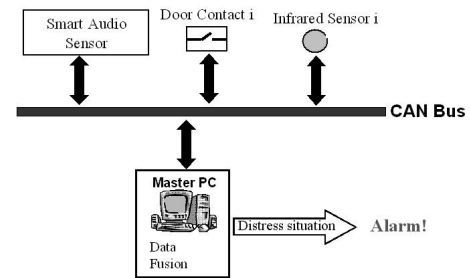 Smart Audio
Sensor
Door Contact i
Infrared Sensor i
CAN Bus
Master PC
Data
Fusion
Distress situation
Alarm!